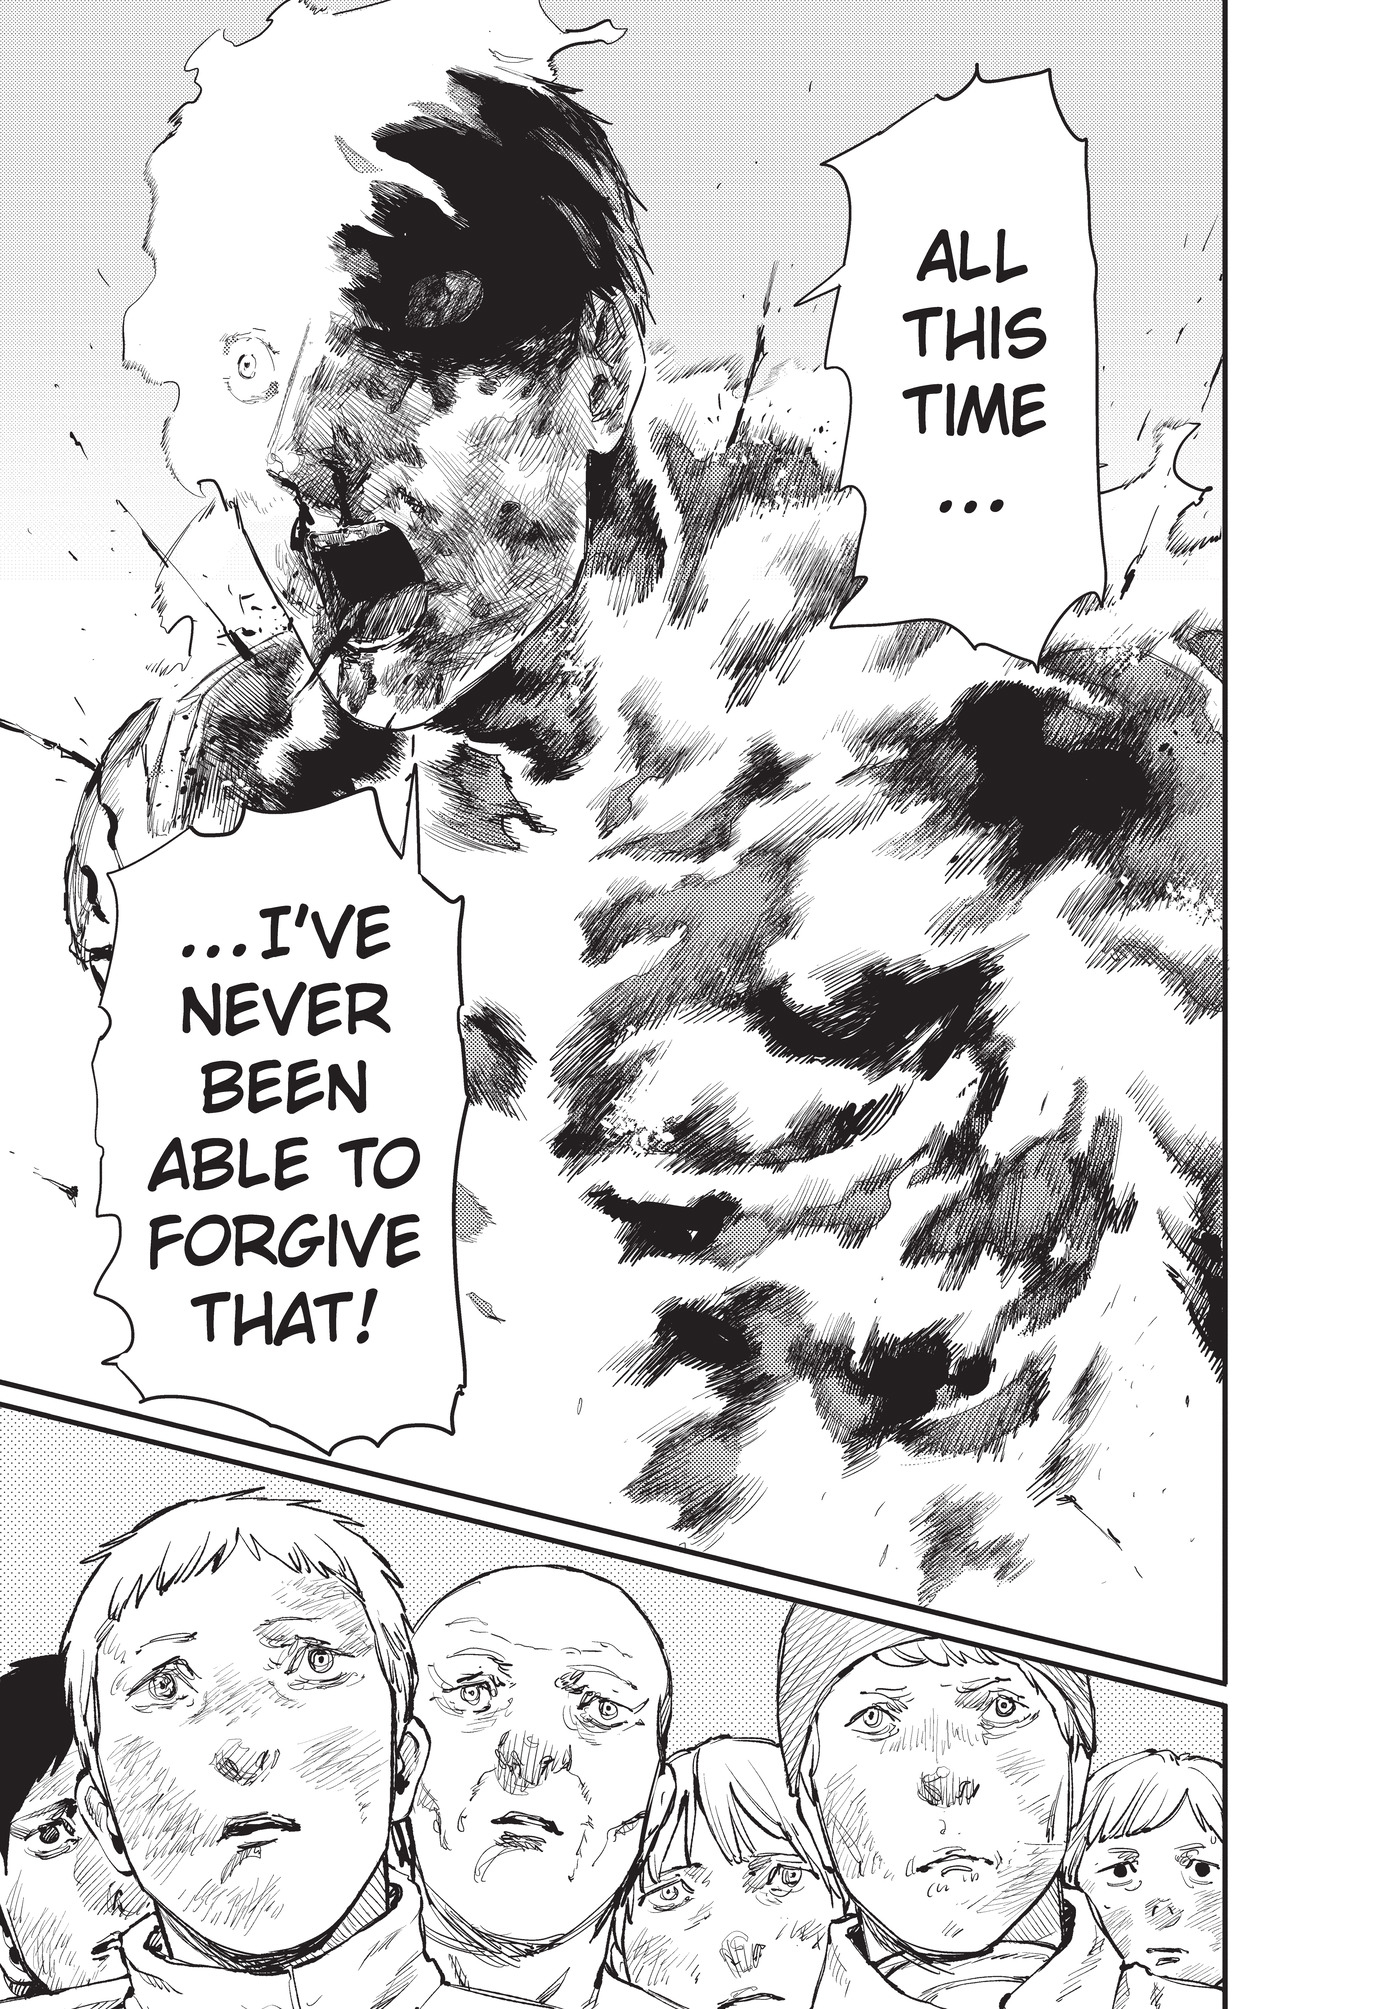 ALL
THIS
TIME
...
...I'VE
NEVER
BEEN
ABLE TO
FORGIVE
THAT!